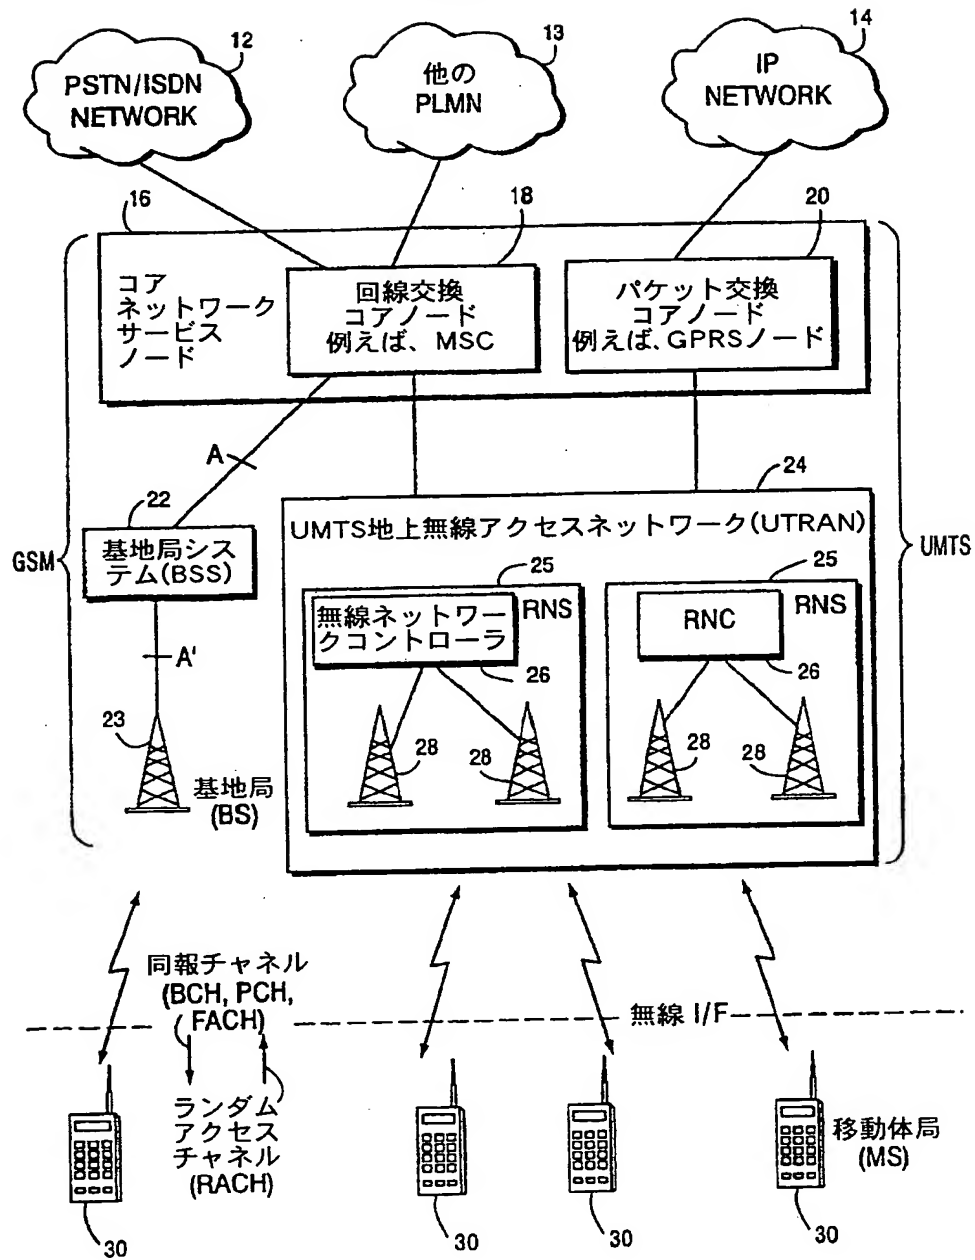 12
PSTN/ISDN
NETWORK
13
他の
PLMN
14
IP
NETWORK
16
18
20
コア
ネットワーク
サービス
ノード
回線交換
コアノード
例えば、MSC
パケット交換
コアノード
例えば、GPRSノード
A
22
24
GSM
基地局シス
テム(BSS)
UMTS地上無線アクセスネットワーク(UTRAN)
UMTS
25
無線ネットワー
クコントローラ
RNS
26
25
RNC
RNS
26
A'
23
基地局
(BS)
28
28
28
28
同報チャネル
(BCH, PCH,
FACH)
無線 I/F
ランダム
アクセス
チャネル
(RACH)
移動体局
(MS)
30
30
30
30